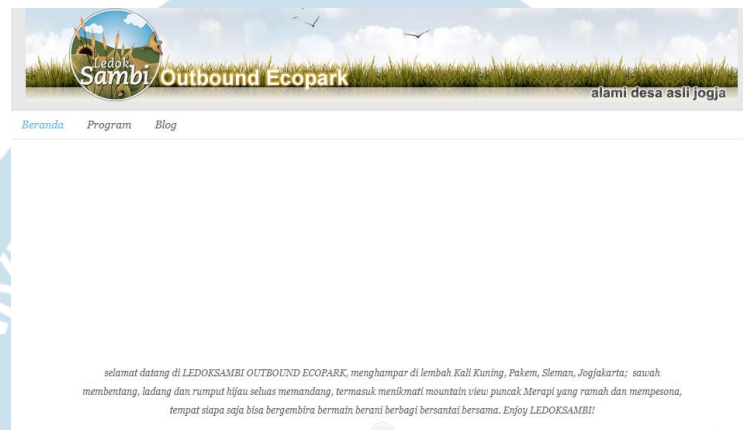 Ledok
Sambi Outbound Ecopark
alami desa asli jogja
Beranda Program Blog
selamat datang di LEDOKSAMBI OUTBOUND ECOPARK, menghampar di lembah Kali Kuning, Pakem, Sleman, Jogjakarta; sawah
membentang, ladang dan rumput hijau seluas memandang, termasuk menikmati mountain view puncak Merapi yang ramah dan mempesona,
tempat siapa saja bisa bergembira bermain berani berbagi bersantai bersama. Enjoy LEDOKSAMBI!